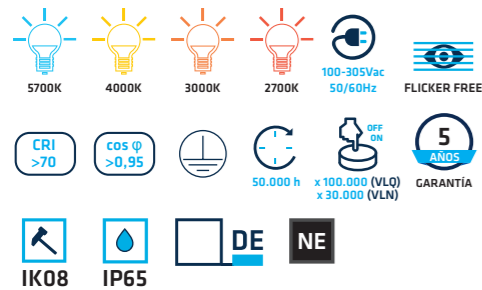 5700K
4000K
3000K
2700K
100-305Vac
50/60Hz
FLICKER FREE
CRI
>70
cos φ
>0,95
50.000 h
OFF
ON
x 100.000 (VLQ)
x 30.000 (VLN)
5
AÑOS
GARANTÍA
IK08
IP65
DE
NE